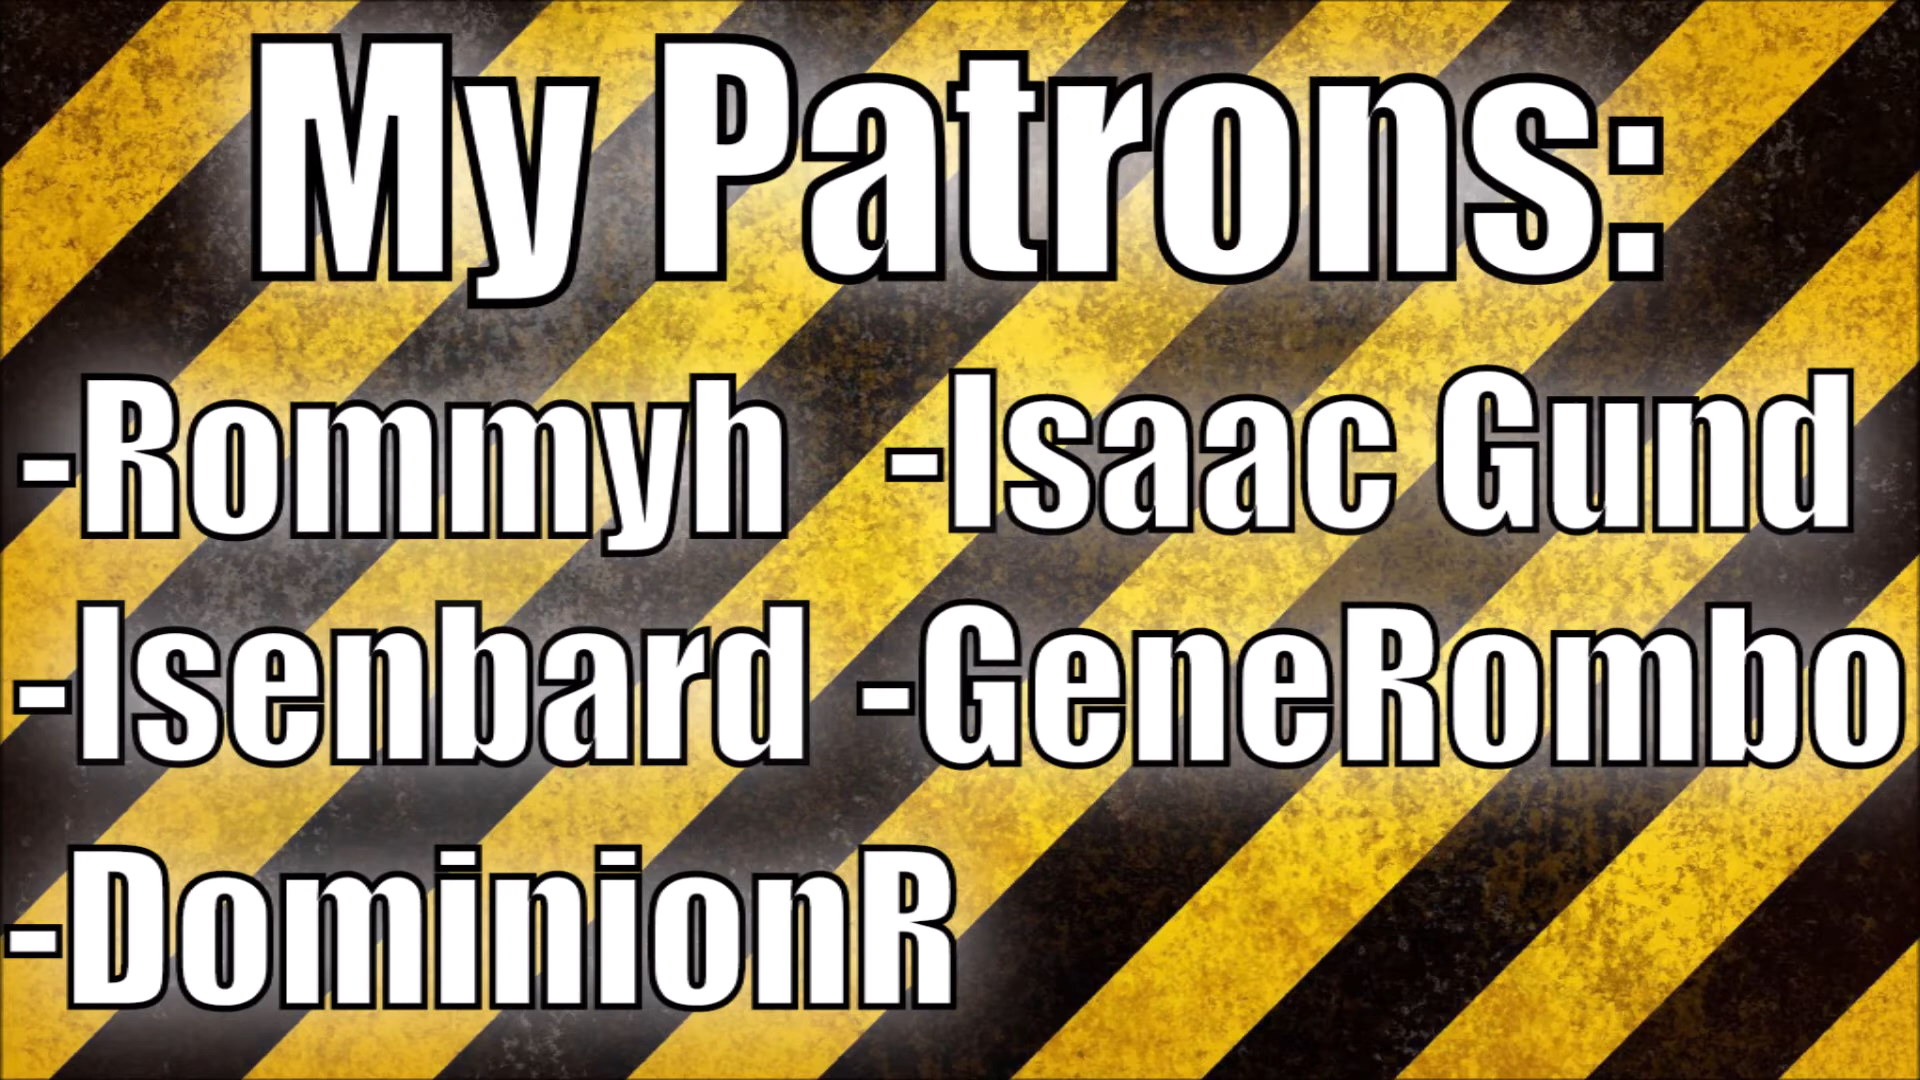 My Patrons:
-Rommyh
-Isaac Gund
-Isenbard
-GeneRombo
-DominionR